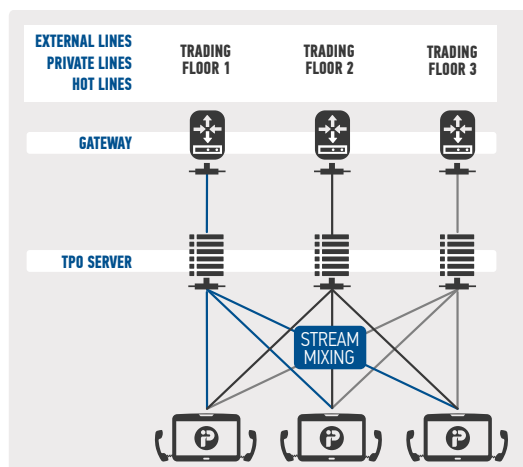 EXTERNAL LINES
PRIVATE LINES
HOT LINES
TRADING
FLOOR 1
TRADING
FLOOR 2
TRADING
FLOOR 3
GATEWAY
TPO SERVER
STREAM
MIXING